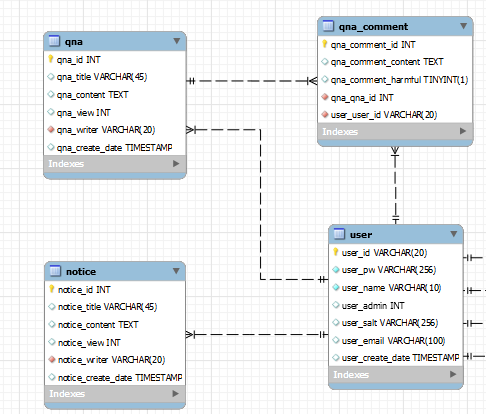 qna
qna_id INT
qna_title VARCHAR(45)
qna_content TEXT
qna_view INT
qna_writer VARCHAR(20)
qna_create_date TIMESTAMP
Indexes
qna_comment
qna_comment_id INT
qna_comment_content TEXT
qna_comment_harmful TINYINT(1)
qna_qna_id INT
user_user_id VARCHAR(20)
Indexes
user
user_id VARCHAR(20)
user_pw VARCHAR(256)
user_name VARCHAR(10)
user_admin INT
user_salt VARCHAR(256)
user_email VARCHAR(100)
user_create_date TIMESTAMP
Indexes
notice
notice_id INT
notice_title VARCHAR(45)
notice_content TEXT
notice_view INT
notice_writer VARCHAR(20)
notice_create_date TIMESTAMP
Indexes